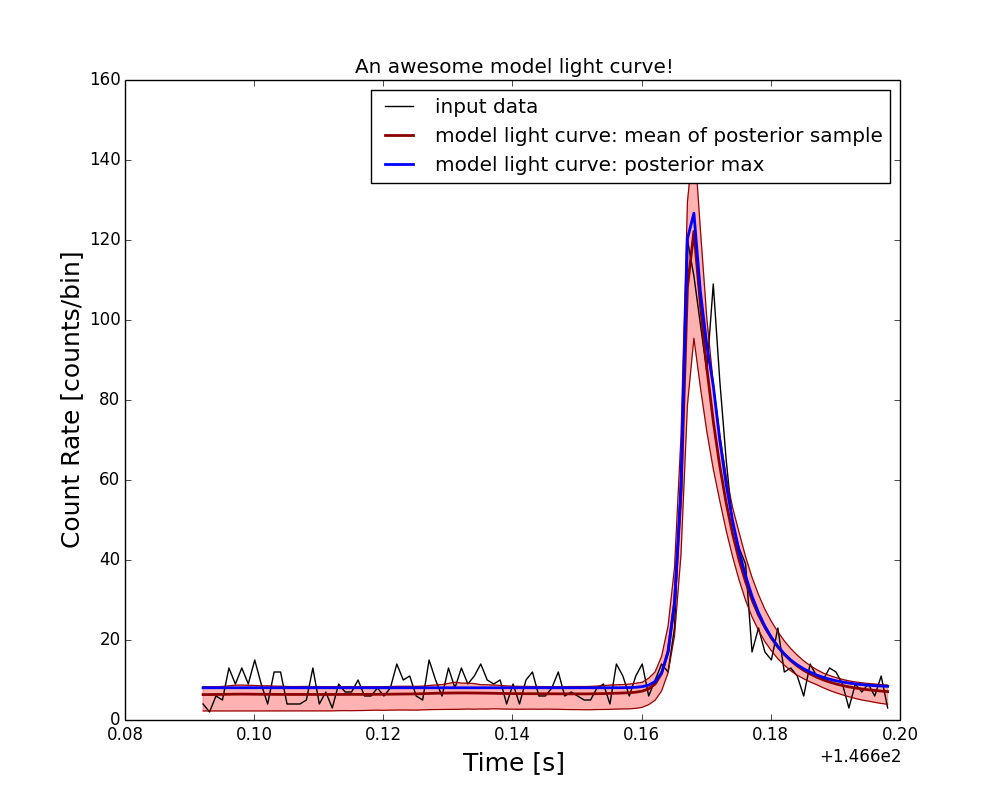 An awesome model light curve!
160
140
120
100
80
60
40
20
0
Count Rate [counts/bin]
input data
model light curve: mean of posterior sample
model light curve: posterior max
0.08 0.10 0.12 0.14 0.16 0.18 0.20
+1.466e2
Time [s]